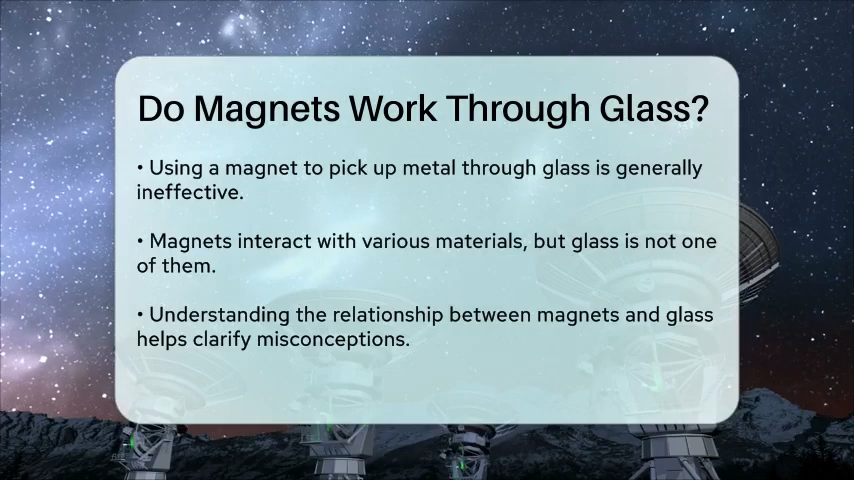 Do Magnets Work Through Glass?
• Using a magnet to pick up metal through glass is generally
ineffective.
• Magnets interact with various materials, but glass is not one
of them.
• Understanding the relationship between magnets and glass
helps clarify misconceptions.